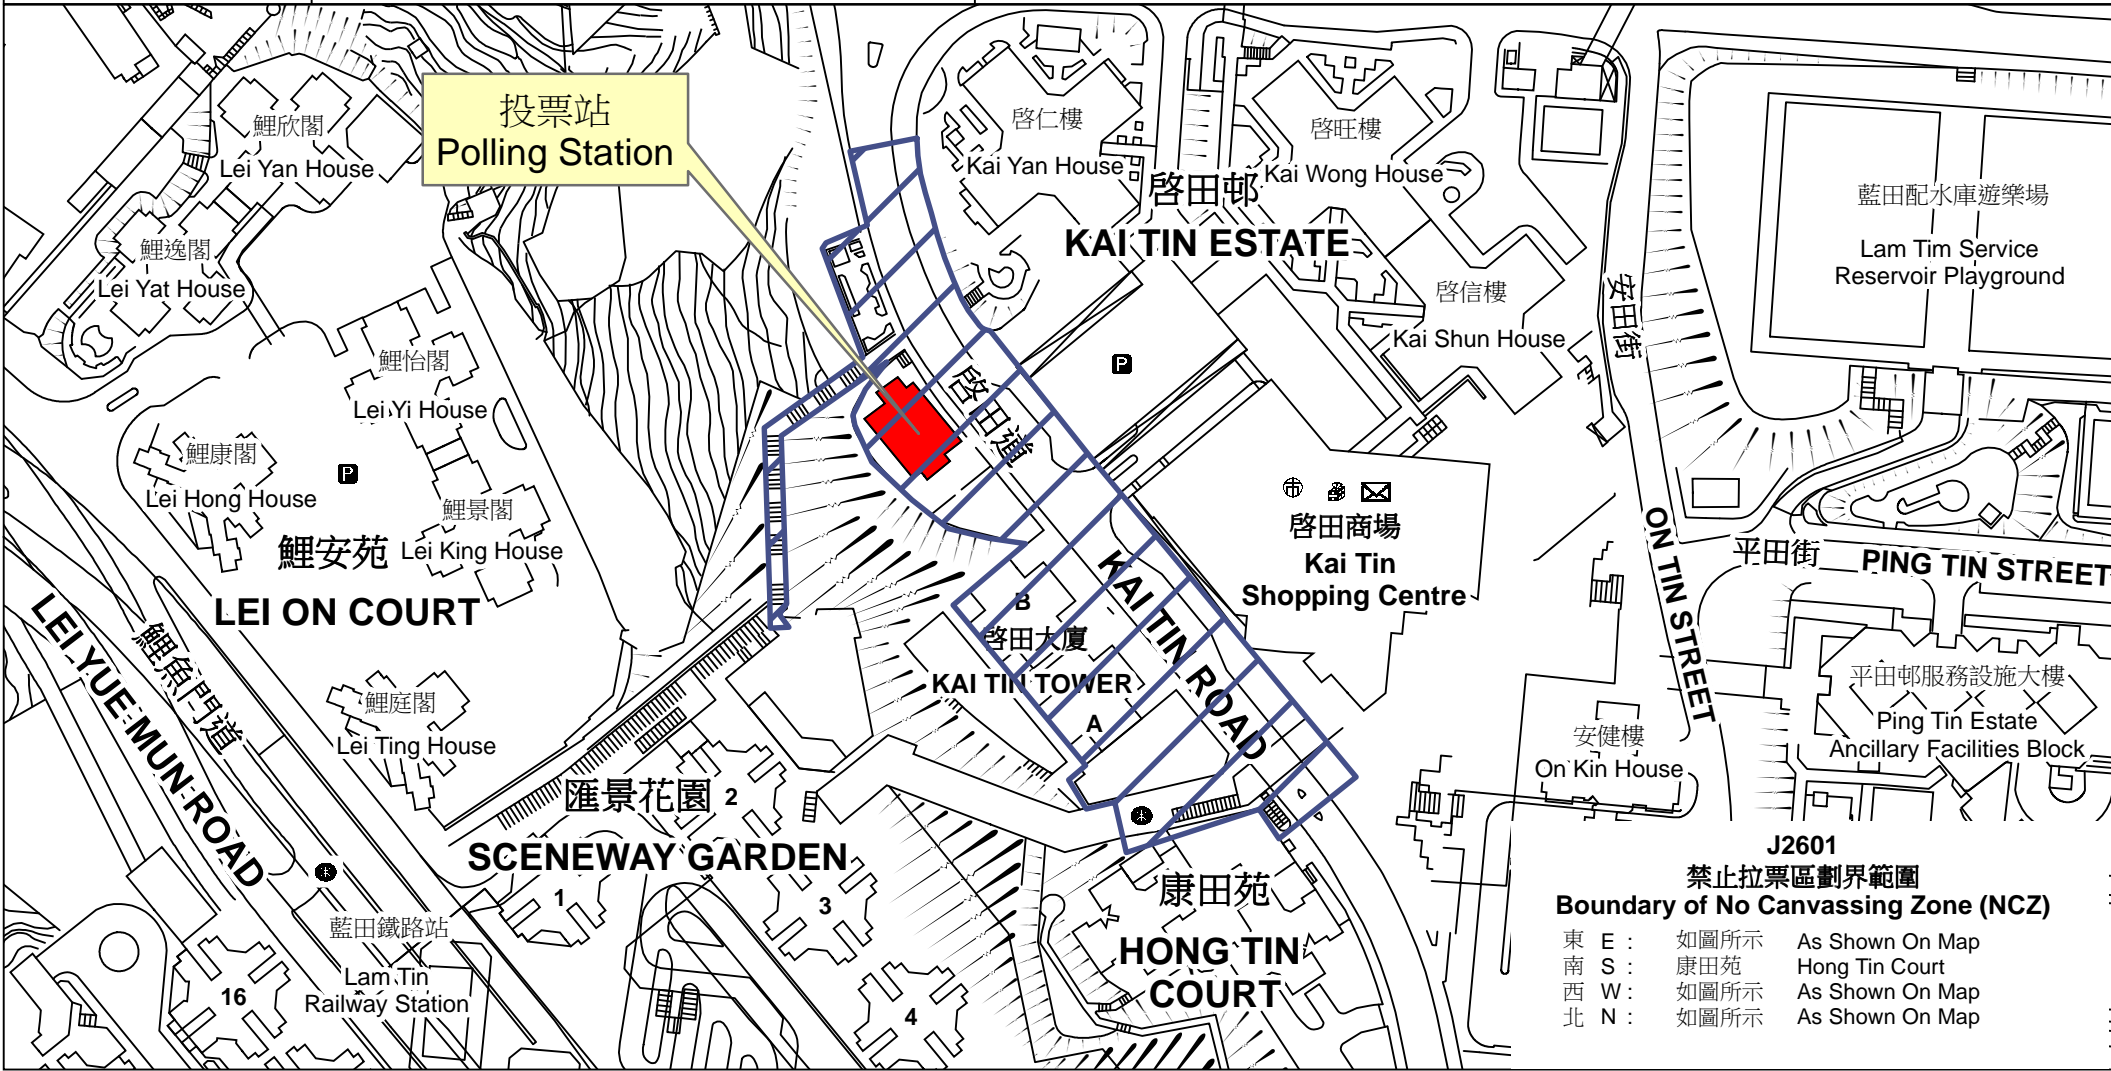 投票站
Polling Station
鯉欣閣
Lei Yan House
鯉逸閣
Lei Yat House
鯉怡閣
Lei Yi House
鯉康閣
Lei Hong House
P
鯉景閣
Lei King House
鯉安苑
LEI ON COURT
鯉魚門道
LEI YUE MUN ROAD
鯉庭閣
Lei Ting House
匯景花園
SCENEWAY GARDEN
1
2
3
4
16
藍田鐵路站
Lam Tin
Railway Station
啓仁樓
Kai Yan House
啓旺樓
Kai Wong House
啓田邨
KAI TIN ESTATE
啓信樓
Kai Shun House
P
啓田道
KAI TIN ROAD
市
啓田商場
Kai Tin
Shopping Centre
B
啓田大廈
KAI TIN TOWER
A
康田苑
HONG TIN
COURT
安田街
ON TIN STREET
藍田配水庫遊樂場
Lam Tim Service
Reservoir Playground
平田街
PING TIN STREET
平田邨服務設施大樓
Ping Tin Estate
Ancillary Facilities Block
安健樓
On Kin House
J2601
禁止拉票區劃界範圍
Boundary of No Canvassing Zone (NCZ)
東 E : 如圖所示 As Shown On Map
南 S : 康田苑 Hong Tin Court
西 W : 如圖所示 As Shown On Map
北 N : 如圖所示 As Shown On Map